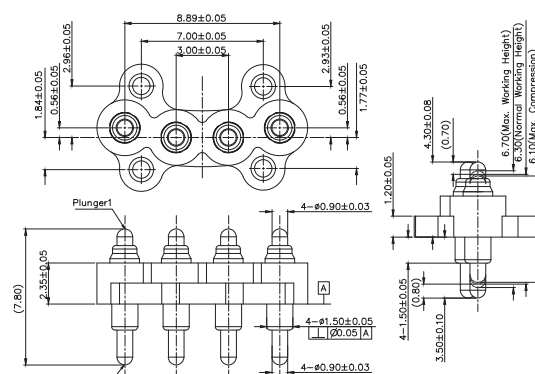 8.89±0.05
7.00±0.05
3.00±0.05
2.96±0.05
1.84±0.05
0.56±0.05
2.93±0.05
0.56±0.05
1.77±0.05
Plunger1
4-ø0.90±0.03
(7.80)
2.35±0.05
A
4-ø1.50±0.05
⊥ Ø0.05 A
4-ø0.90±0.03
6.70(Max. Working Height)
6.30(Normal Working Height)
6.10(Max. Compression)
4.30±0.08
(0.70)
1.20±0.05
4-1.50±0.05
(0.80)
3.50±0.10